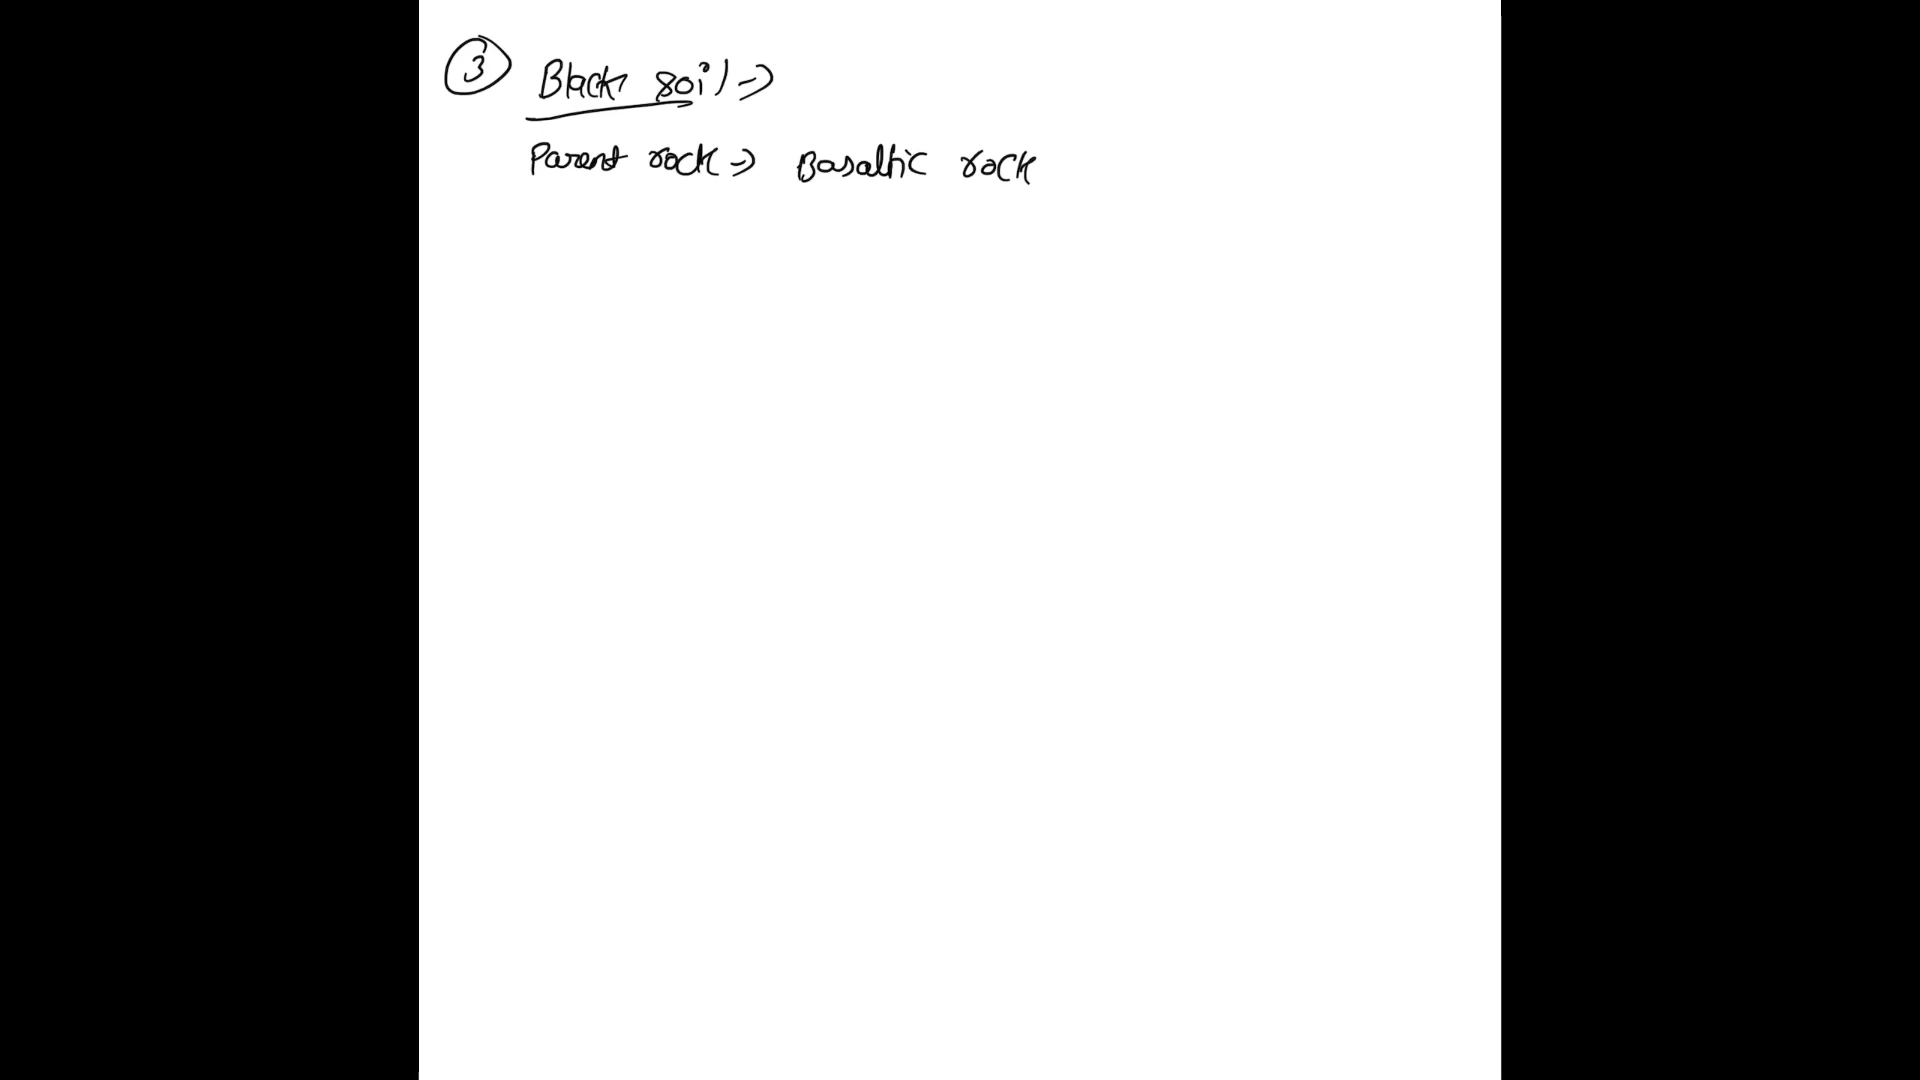 ③ Black soil ⇒
Parent rock ⇒ Basaltic rock